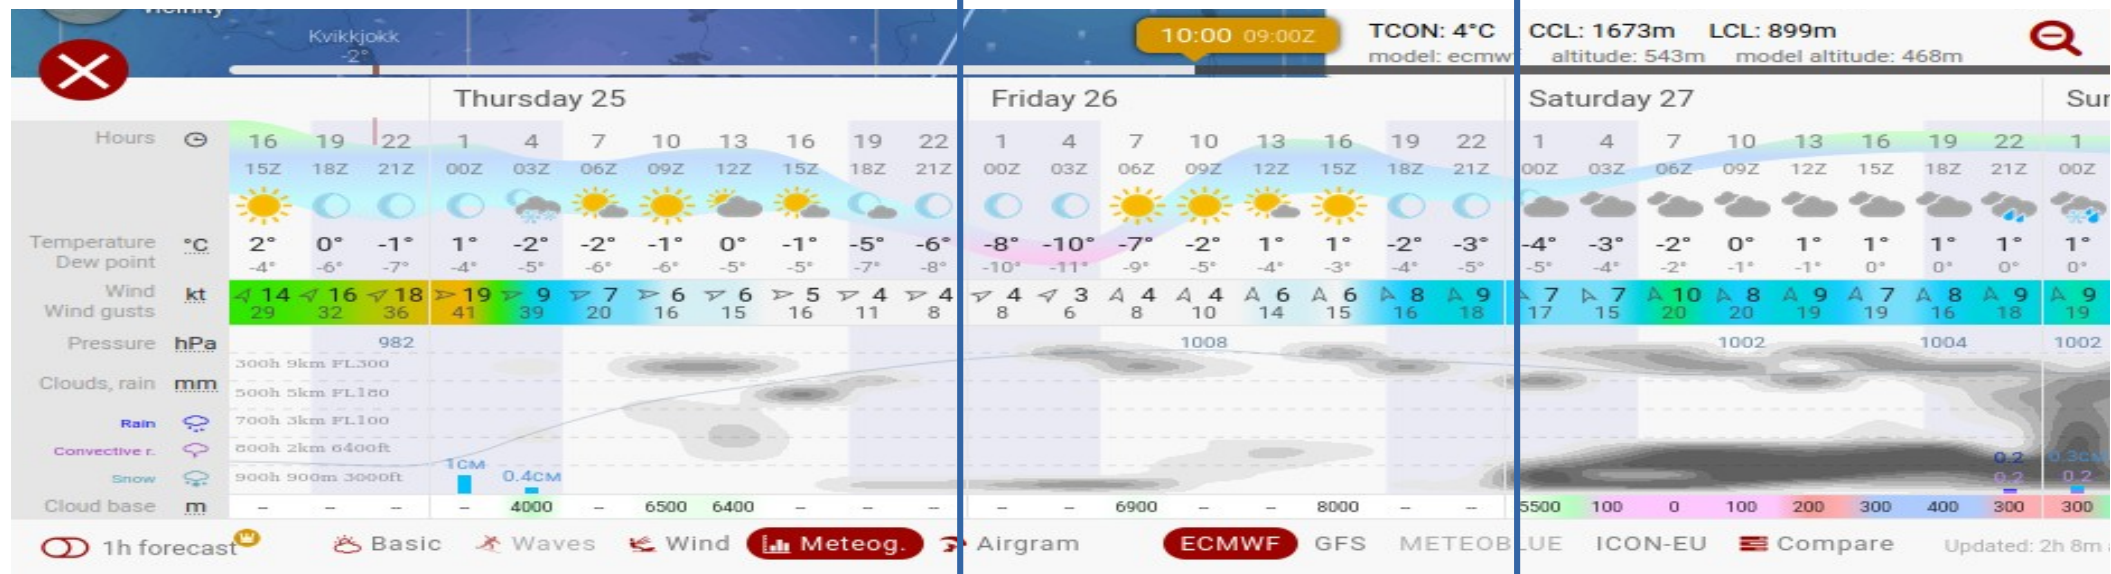 Vicinity
Kvikkjokk
-2°
10:00 09:00Z
TCON: 4°C CCL: 1673m LCL: 899m
model: ecmwf altitude: 543m model altitude: 468m
Thursday 25 Friday 26 Saturday 27 Sun
Hours 16 19 22 1 4 7 10 13 16 19 22 1 4 7 10 13 16 19 22 1 4 7 10 13 16 19 22 1
15Z 18Z 21Z 00Z 03Z 06Z 09Z 12Z 15Z 18Z 21Z 00Z 03Z 06Z 09Z 12Z 15Z 18Z 21Z 00Z 03Z 06Z 09Z 12Z 15Z 18Z 21Z 00Z
Temperature °C 2° 0° -1° 1° -2° -2° -1° 0° -1° -5° -6° -8° -10° -7° -2° 1° 1° -2° -3° -4° -3° -2° 0° 1° 1° 1° 1° 1°
Dew point -4° -6° -7° -4° -5° -6° -6° -5° -5° -7° -8° -10° -11° -9° -5° -4° -3° -4° -5° -5° -4° -2° -1° -1° 0° 0° 0° 0°
Wind kt 14 16 18 19 9 7 6 6 5 4 4 4 3 4 4 6 6 8 9 7 7 10 8 9 7 8 9 9
Wind gusts 29 32 36 41 39 20 16 15 16 11 8 8 6 8 10 14 15 16 18 17 15 20 20 19 19 16 18 19
Pressure hPa 982 1008 1002 1004 1002
300h 9km FL300
Clouds, rain mm
500h 5km FL180
Rain 700h 3km FL100
Convective r. 800h 2km 6400ft
1CM 0.2 0.3CM
Snow 900h 900m 3000ft 0.4CM 0.2 0.2
Cloud base m - - - - 4000 - 6500 6400 - - - - - 6900 - - 8000 - - 5500 100 0 100 200 300 400 300 300
1h forecast Basic Waves Wind Meteog. Airgram ECMWF GFS METEOBLUE ICON-EU Compare Updated: 2h 8m a